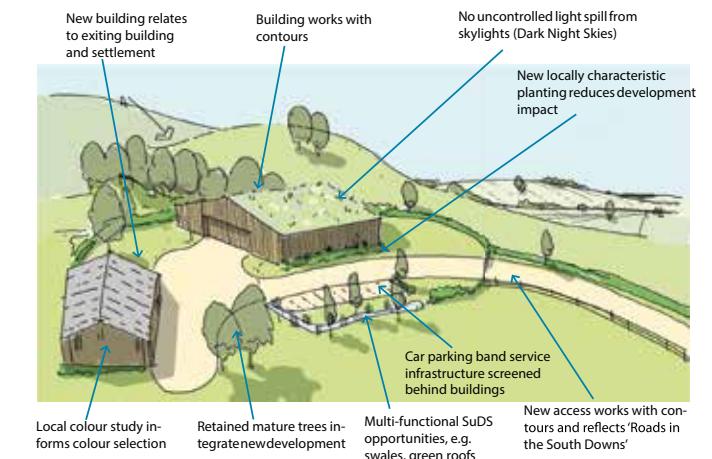 New building relates
to exiting building
and settlement
Building works with
contours
No uncontrolled light spill from
skylights (Dark Night Skies)
New locally characteristic
planting reduces development
impact
Car parking band service
infrastructure screened
behind buildings
Local colour study in-
forms colour selection
Retained mature trees in-
tegrate new development
Multi-functional SuDS
opportunities, e.g.
swales, green roofs
New access works with con-
tours and reflects ‘Roads in
the South Downs’